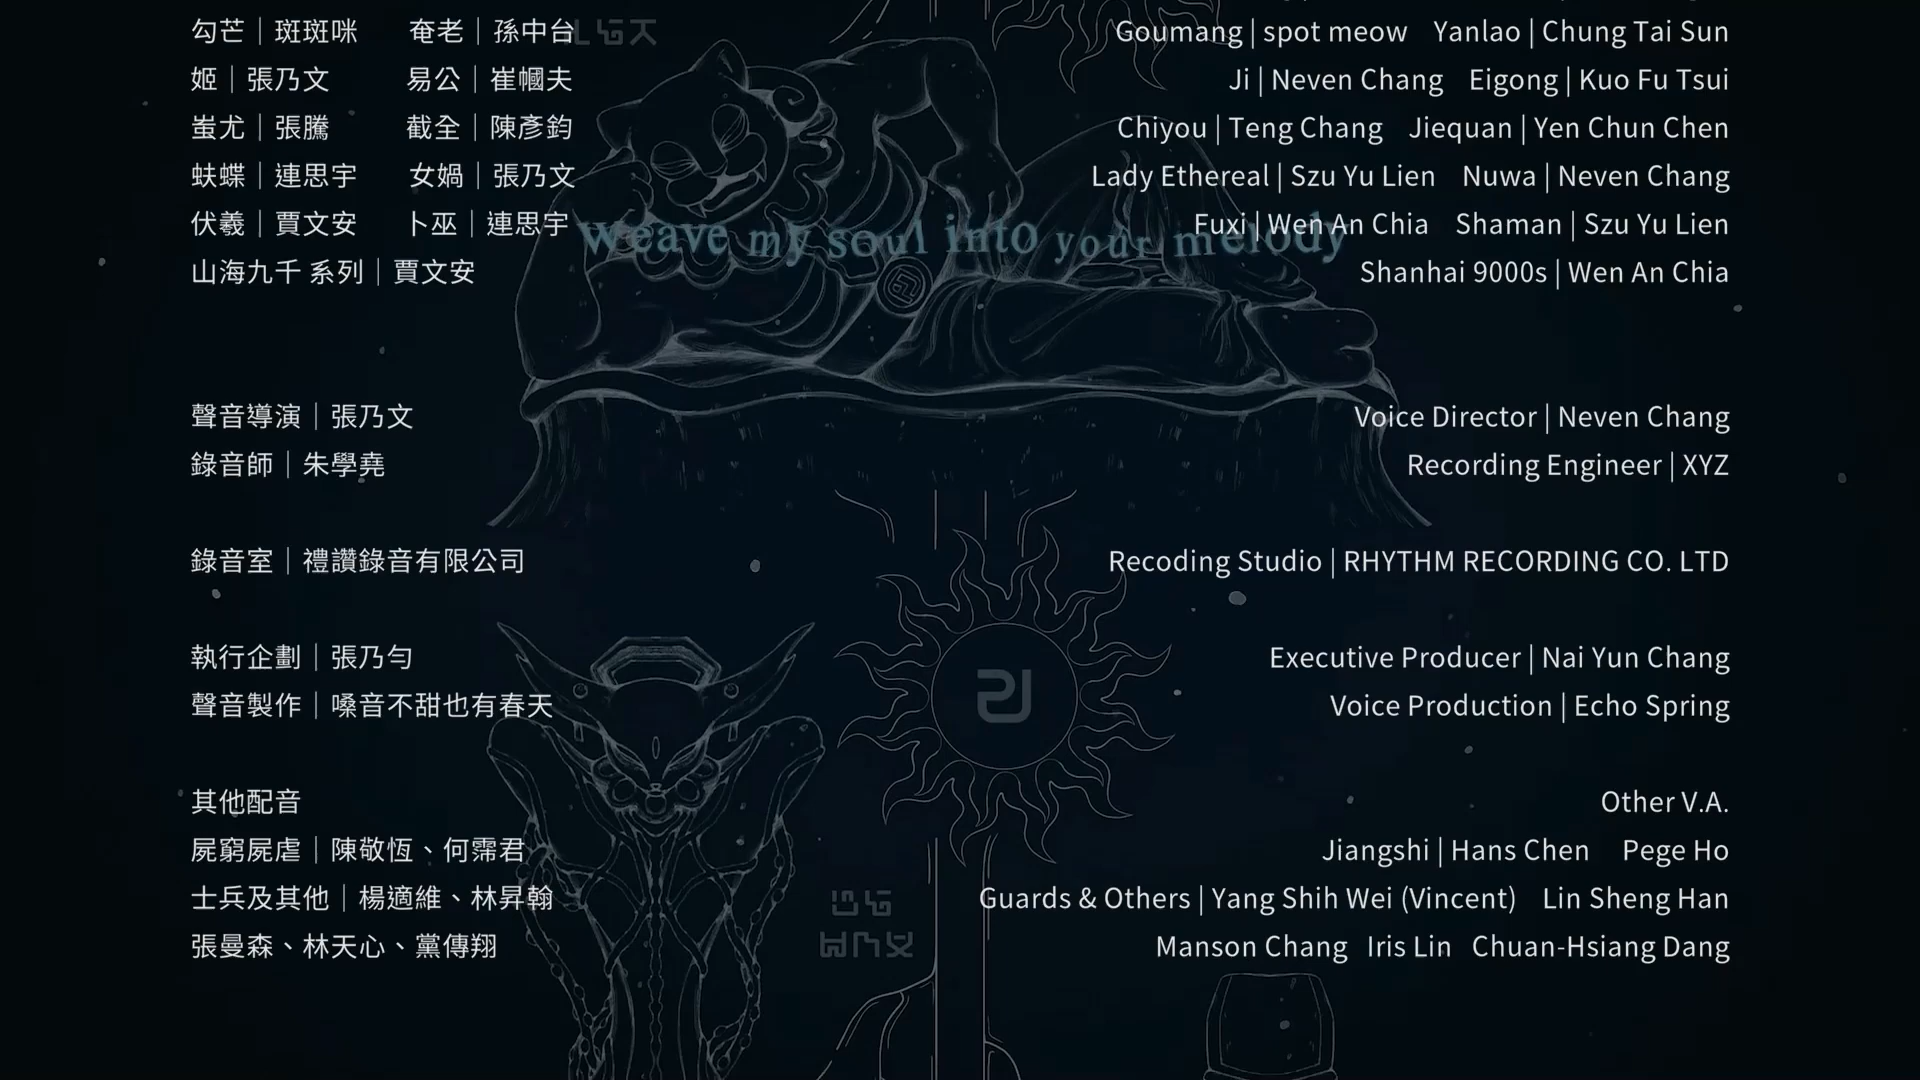 勾芒｜斑斑咪　奄老｜孫中台
Goumang | spot meow Yanlao | Chung Tai Sun
姬｜張乃文　易公｜崔幗夫
Ji | Neven Chang Eigong | Kuo Fu Tsui
蚩尤｜張騰　截全｜陳彥鈞
Chiyou | Teng Chang Jiequan | Yen Chun Chen
蚨蝶｜連思宇　女媧｜張乃文
Lady Ethereal | Szu Yu Lien Nuwa | Neven Chang
伏羲｜賈文安　卜巫｜連思宇
Fuxi | Wen An Chia Shaman | Szu Yu Lien
weave my soul into your melody
山海九千 系列｜賈文安
Shanhai 9000s | Wen An Chia
聲音導演｜張乃文
Voice Director | Neven Chang
錄音師｜朱學堯
Recording Engineer | XYZ
錄音室｜禮讚錄音有限公司
Recoding Studio | RHYTHM RECORDING CO. LTD
執行企劃｜張乃勻
Executive Producer | Nai Yun Chang
聲音製作｜嗓音不甜也有春天
Voice Production | Echo Spring
其他配音
Other V.A.
屍窮屍虐｜陳敬恆、何霈君
Jiangshi | Hans Chen Pege Ho
士兵及其他｜楊適維、林昇翰
Guards & Others | Yang Shih Wei (Vincent) Lin Sheng Han
張曼森、林天心、黨傳翔
Manson Chang Iris Lin Chuan-Hsiang Dang